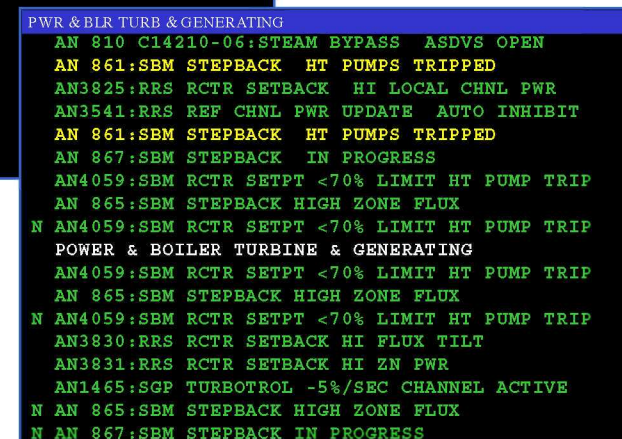 PWR & BLR TURB & GENERATING
AN 810 C14210-06:STEAM BYPASS ASDVS OPEN
AN 861:SBM STEPBACK HT PUMPS TRIPPED
AN3825:RRS RCTR SETBACK HI LOCAL CHNL PWR
AN3541:RRS REF CHNL PWR UPDATE AUTO INHIBIT
AN 861:SBM STEPBACK HT PUMPS TRIPPED
AN 867:SBM STEPBACK IN PROGRESS
AN4059:SBM RCTR SETPT <70% LIMIT HT PUMP TRIP
AN 865:SBM STEPBACK HIGH ZONE FLUX
N AN4059:SBM RCTR SETPT <70% LIMIT HT PUMP TRIP
POWER & BOILER TURBINE & GENERATING
AN4059:SBM RCTR SETPT <70% LIMIT HT PUMP TRIP
AN 865:SBM STEPBACK HIGH ZONE FLUX
N AN4059:SBM RCTR SETPT <70% LIMIT HT PUMP TRIP
AN3830:RRS RCTR SETBACK HI FLUX TILT
AN3831:RRS RCTR SETBACK HI ZN PWR
AN1465:SGP TURBOTROL -5%/SEC CHANNEL ACTIVE
N AN 865:SBM STEPBACK HIGH ZONE FLUX
N AN 867:SBM STEPBACK IN PROGRESS